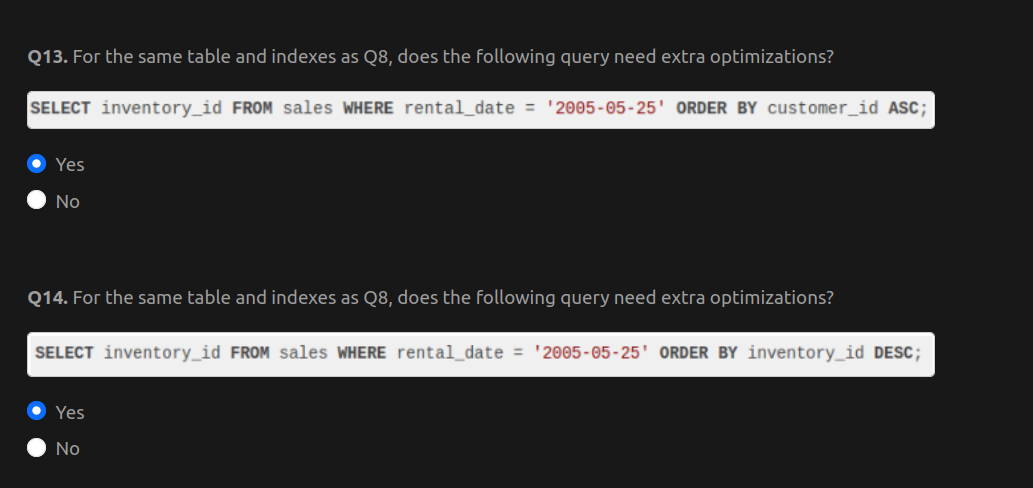 Q13. For the same table and indexes as Q8, does the following query need extra optimizations?
SELECT inventory_id FROM sales WHERE rental_date = '2005-05-25' ORDER BY customer_id ASC;
Yes
No
Q14. For the same table and indexes as Q8, does the following query need extra optimizations?
SELECT inventory_id FROM sales WHERE rental_date = '2005-05-25' ORDER BY inventory_id DESC;
Yes
No